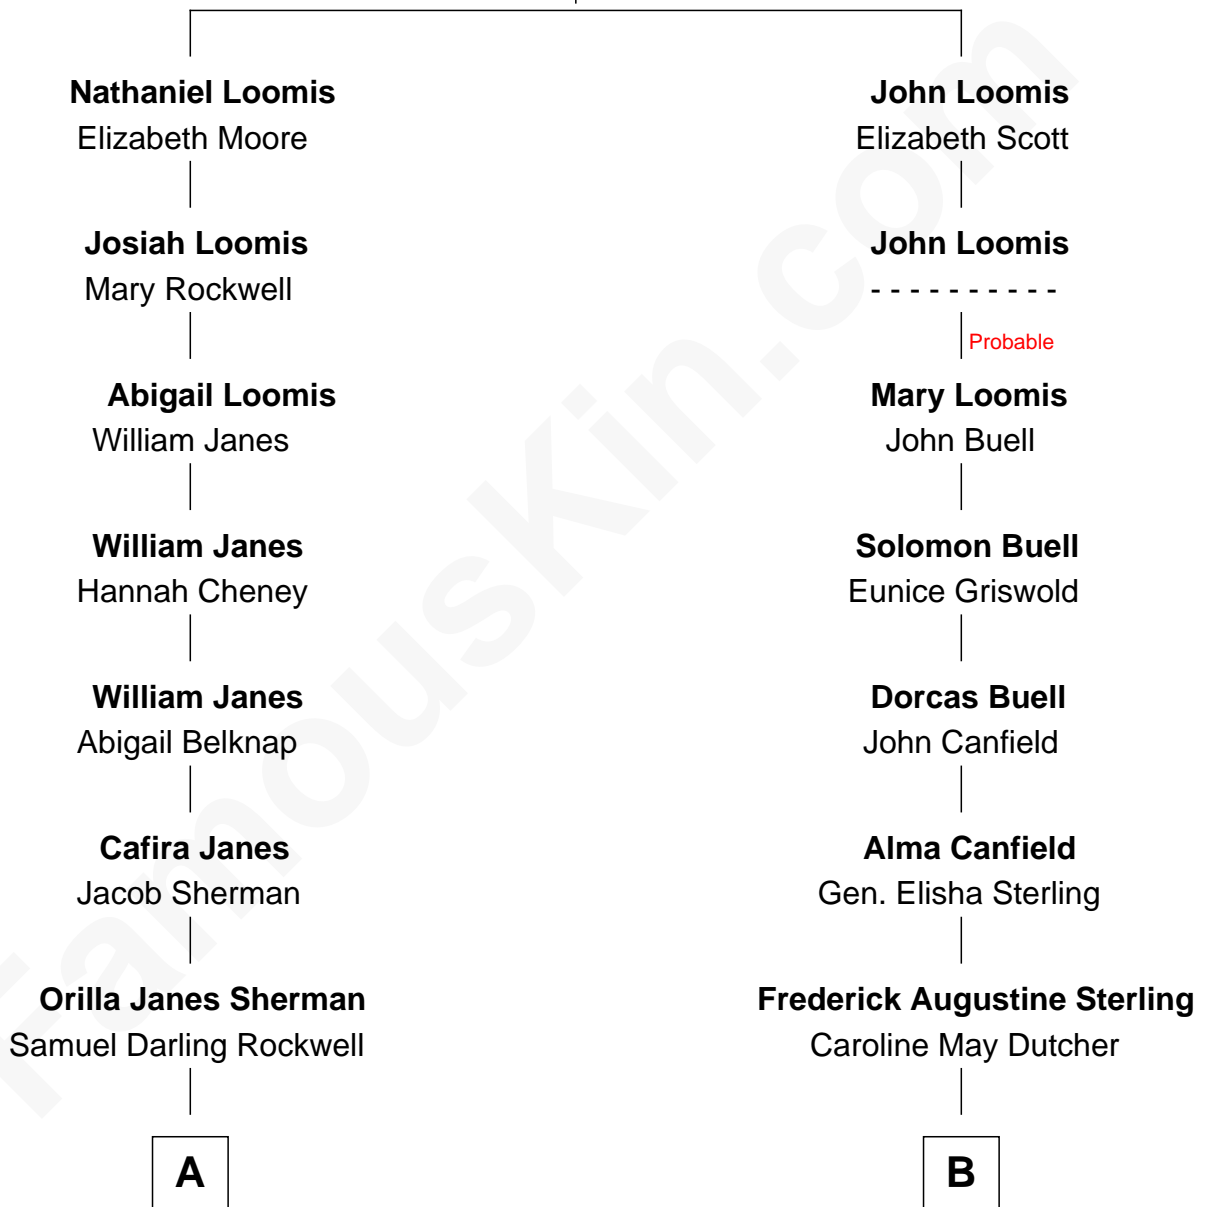 Nathaniel Loomis
Elizabeth Moore
John Loomis
Elizabeth Scott
Josiah Loomis
Mary Rockwell
John Loomis
- - - - - - - - - -
Probable
Abigail Loomis
William Janes
Mary Loomis
John Buell
William Janes
Hannah Cheney
Solomon Buell
Eunice Griswold
William Janes
Abigail Belknap
Dorcas Buell
John Canfield
Cafira Janes
Jacob Sherman
Alma Canfield
Gen. Elisha Sterling
Orilla Janes Sherman
Samuel Darling Rockwell
Frederick Augustine Sterling
Caroline May Dutcher
A
B
FamousKin.com